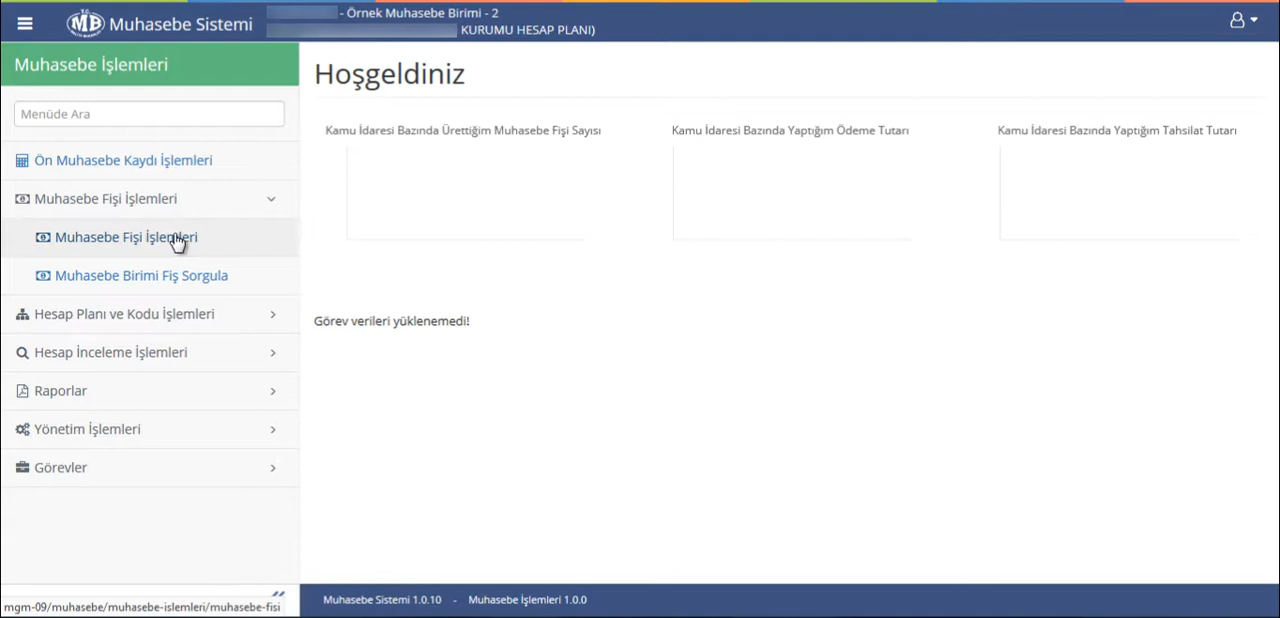 T.C.
MB Muhasebe Sistemi
- Örnek Muhasebe Birimi - 2
KURUMU HESAP PLANI)
Muhasebe İşlemleri
Menüde Ara
Ön Muhasebe Kaydı İşlemleri
Muhasebe Fişi İşlemleri
Muhasebe Fişi İşlemleri
Muhasebe Birimi Fiş Sorgula
Hesap Planı ve Kodu İşlemleri
Hesap İnceleme İşlemleri
Raporlar
Yönetim İşlemleri
Görevler
Hoşgeldiniz
Kamu İdaresi Bazında Ürettiğim Muhasebe Fişi Sayısı
Kamu İdaresi Bazında Yaptığım Ödeme Tutarı
Kamu İdaresi Bazında Yaptığım Tahsilat Tutarı
Görev verileri yüklenemedi!
mgm-09/muhasebe/muhasebe-islemleri/muhasebe-fisi
Muhasebe Sistemi 1.0.10 - Muhasebe İşlemleri 1.0.0